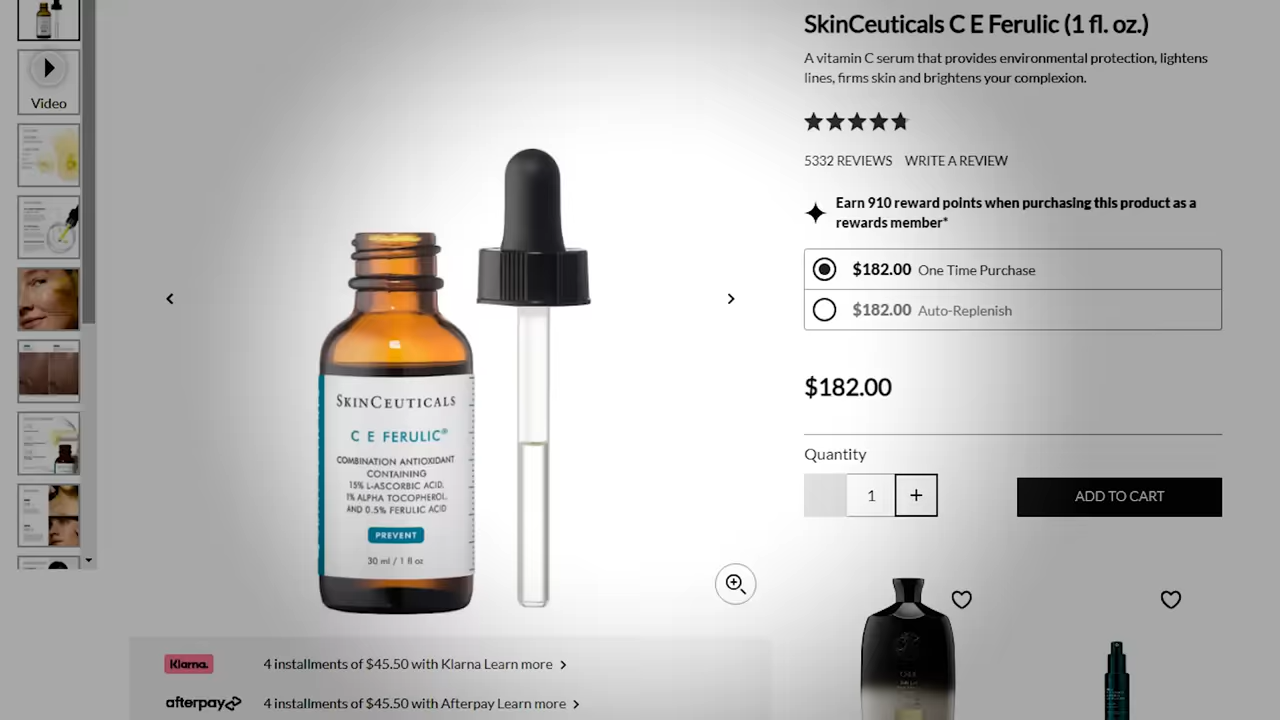 Video
SKINCEUTICALS
C E FERULIC®
COMBINATION ANTIOXIDANT
CONTAINING
15% L-ASCORBIC ACID,
1% ALPHA TOCOPHEROL,
AND 0.5% FERULIC ACID
PREVENT
30 ml / 1 fl oz
Klarna.
4 installments of $45.50 with Klarna Learn more
afterpay
4 installments of $45.50 with Afterpay Learn more
SkinCeuticals C E Ferulic (1 fl. oz.)
A vitamin C serum that provides environmental protection, lightens
lines, firms skin and brightens your complexion.
5332 REVIEWS WRITE A REVIEW
Earn 910 reward points when purchasing this product as a
rewards member*
$182.00 One Time Purchase
$182.00 Auto-Replenish
$182.00
Quantity
1 +
ADD TO CART